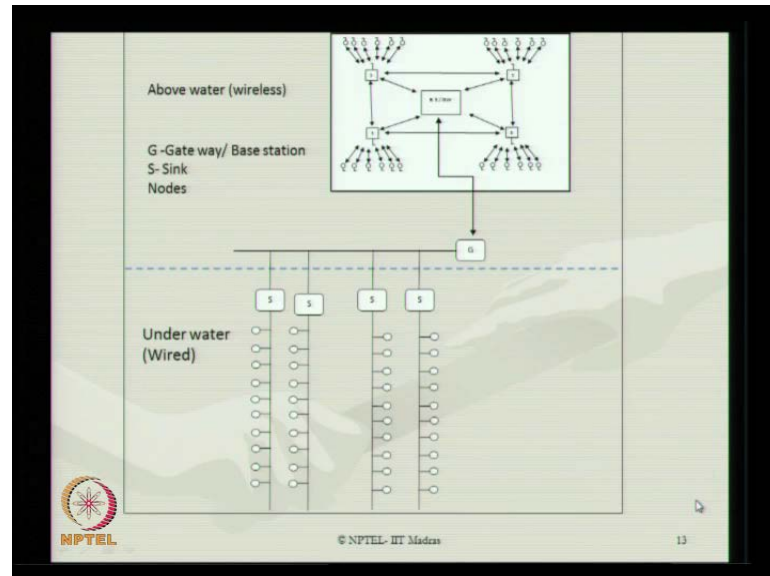 Above water (wireless)
G -Gate way/ Base station
S- Sink
Nodes
G
S
S
S
S
Under water
(Wired)
NPTEL
© NPTEL- IIT Madras
13